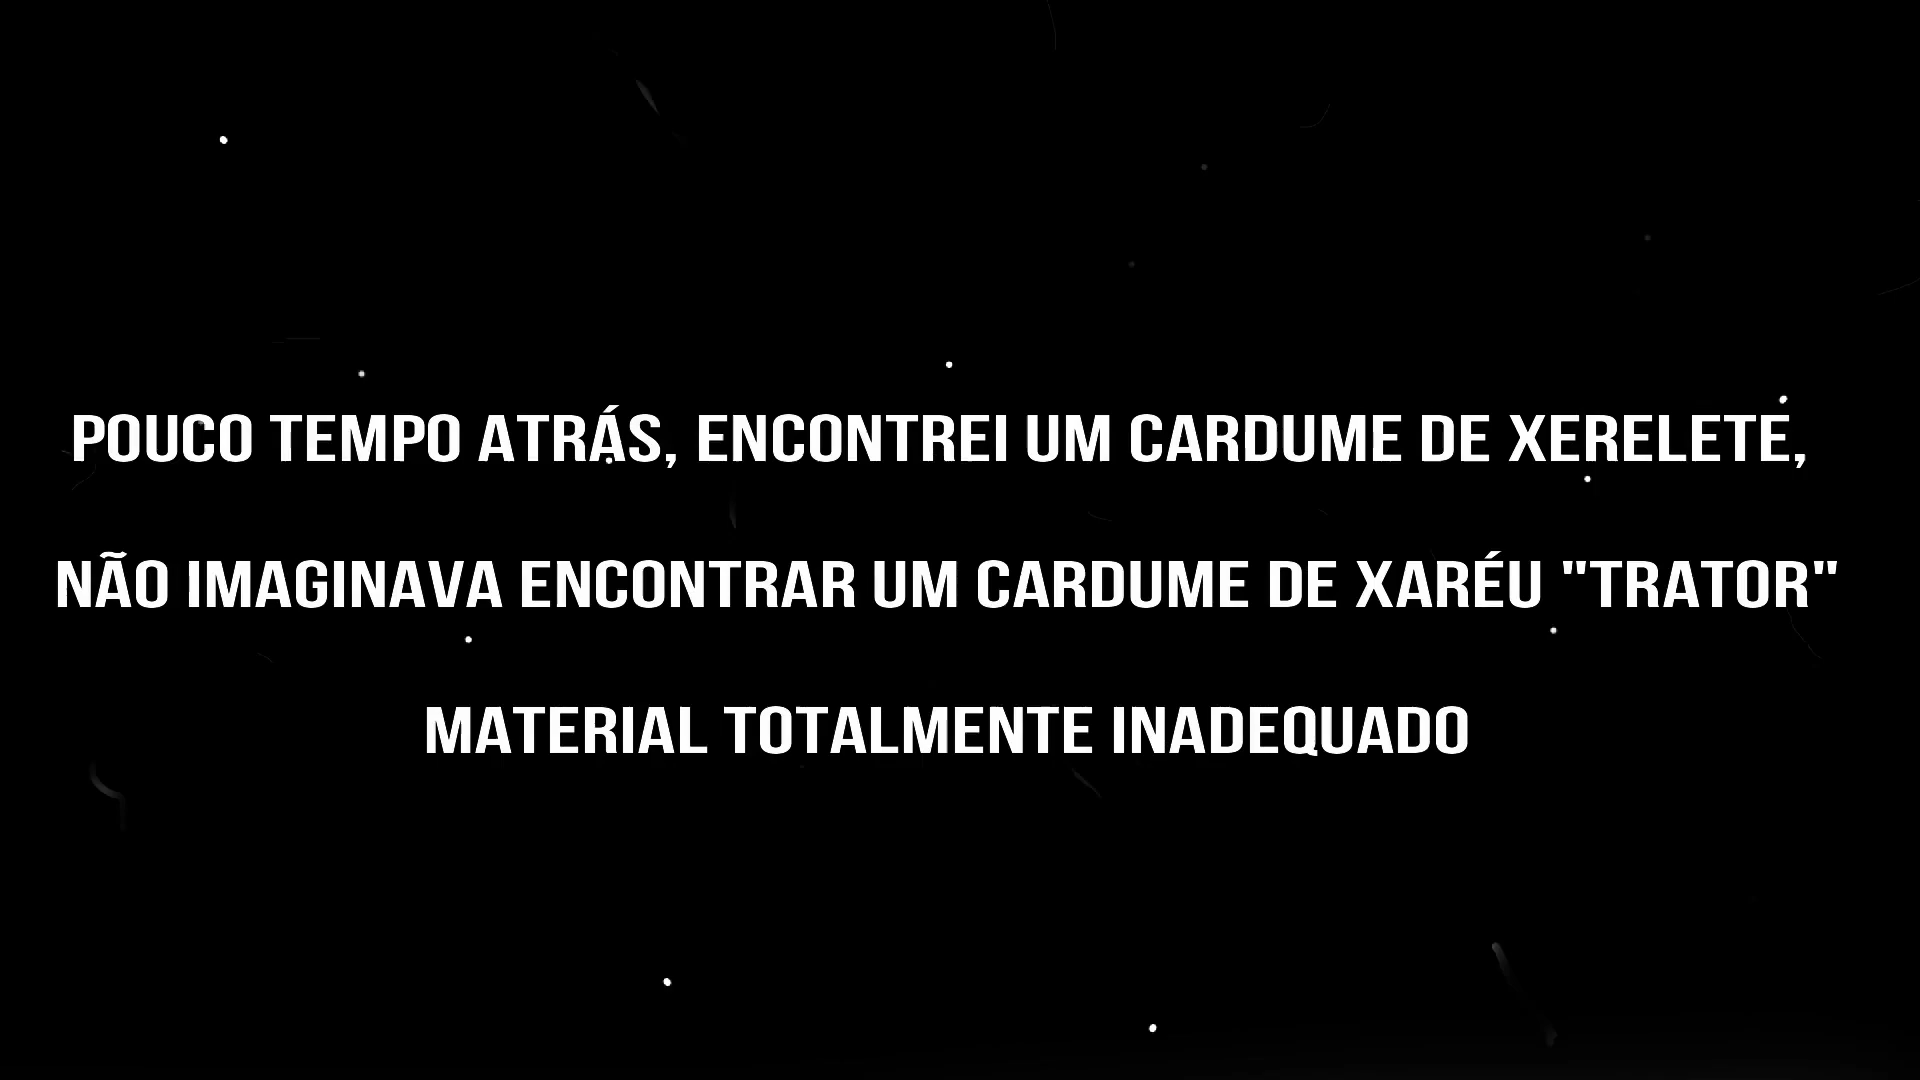 POUCO TEMPO ATRÁS, ENCONTREI UM CARDUME DE XERELETE,
NÃO IMAGINAVA ENCONTRAR UM CARDUME DE XARÉU "TRATOR"
MATERIAL TOTALMENTE INADEQUADO